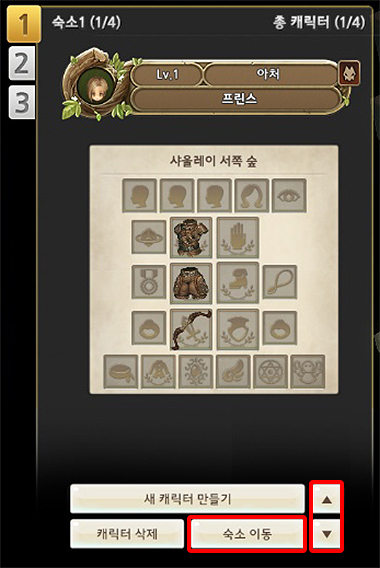 1
숙소1 (1/4)
총 캐릭터 (1/4)
2
3
Lv.1
아처
프린스
샤울레이 서쪽 숲
새 캐릭터 만들기
▲
캐릭터 삭제
숙소 이동
▼